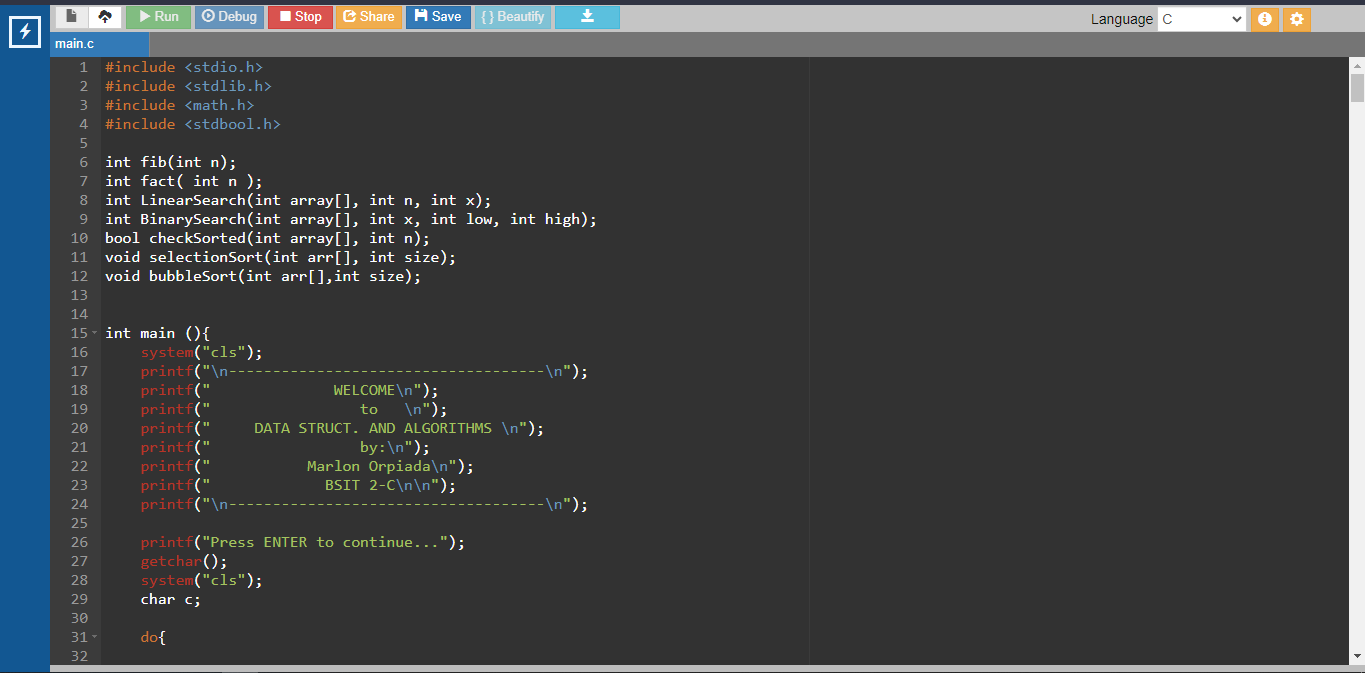 Run Debug Stop Share Save { } Beautify Language C
main.c
1 #include <stdio.h>
2 #include <stdlib.h>
3 #include <math.h>
4 #include <stdbool.h>
5
6 int fib(int n);
7 int fact( int n );
8 int LinearSearch(int array[], int n, int x);
9 int BinarySearch(int array[], int x, int low, int high);
10 bool checkSorted(int array[], int n);
11 void selectionSort(int arr[], int size);
12 void bubbleSort(int arr[],int size);
13
14
15 int main (){
16     system("cls");
17     printf("\n------------------------------------\n");
18     printf("              WELCOME\n");
19     printf("                 to   \n");
20     printf("     DATA STRUCT. AND ALGORITHMS \n");
21     printf("                 by:\n");
22     printf("           Marlon Orpiada\n");
23     printf("             BSIT 2-C\n\n");
24     printf("\n------------------------------------\n");
25
26     printf("Press ENTER to continue...");
27     getchar();
28     system("cls");
29     char c;
30
31     do{
32